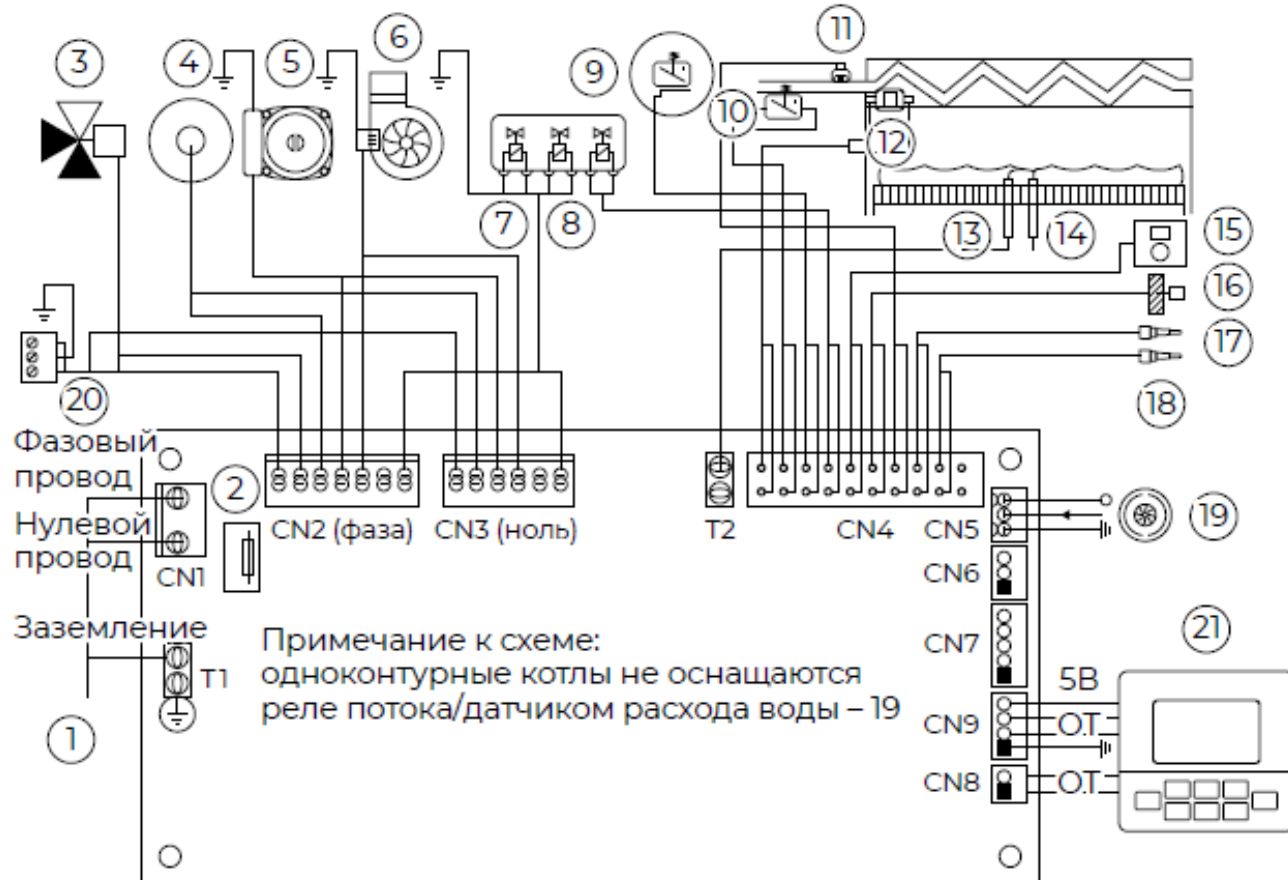 3
4
5
6
9
11
10
12
7
8
13
14
15
16
17
18
20
Фазовый
провод
2
Нулевой
провод
CN1
CN2 (фаза)
CN3 (ноль)
T2
CN4
CN5
19
CN6
Заземление
T1
Примечание к схеме:
одноконтурные котлы не оснащаются
реле потока/датчиком расхода воды – 19
CN7
21
1
5В
CN9
О.Т
CN8
О.Т